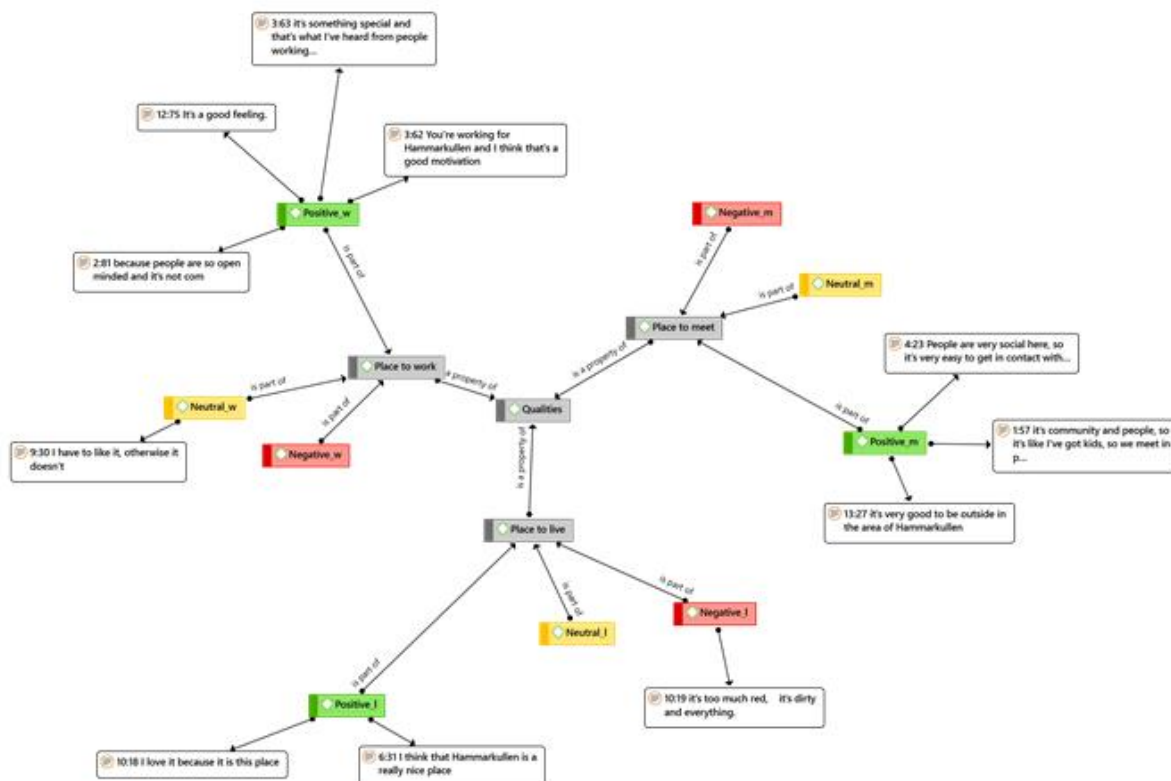 3:63 it's something special and
that's what I've heard from people
working...
12:75 It's a good feeling.
3:62 You're working for
Hammarkullen and I think that's a
good motivation
Positive_w
Negative_m
2:81 because people are so open
minded and it's not com
is part of
is part of
Neutral_m
is part of
Place to meet
4:23 People are very social here, so
it's very easy to get in contact with...
Place to work
is a property of
a property of
is part of
is part of
Neutral_w
is part of
Qualities
1:57 it's community and people, so
it's like I've got kids, so we meet in
p...
Positive_m
9:30 I have to like it, otherwise it
doesn't
Negative_w
is a property of
13:27 it's very good to be outside in
the area of Hammarkullen
Place to live
is part of
is part of
Negative_l
Neutral_l
is part of
Positive_l
10:19 it's too much red, it's dirty
and everything.
10:18 I love it because it is this place
6:31 I think that Hammarkullen is a
really nice place